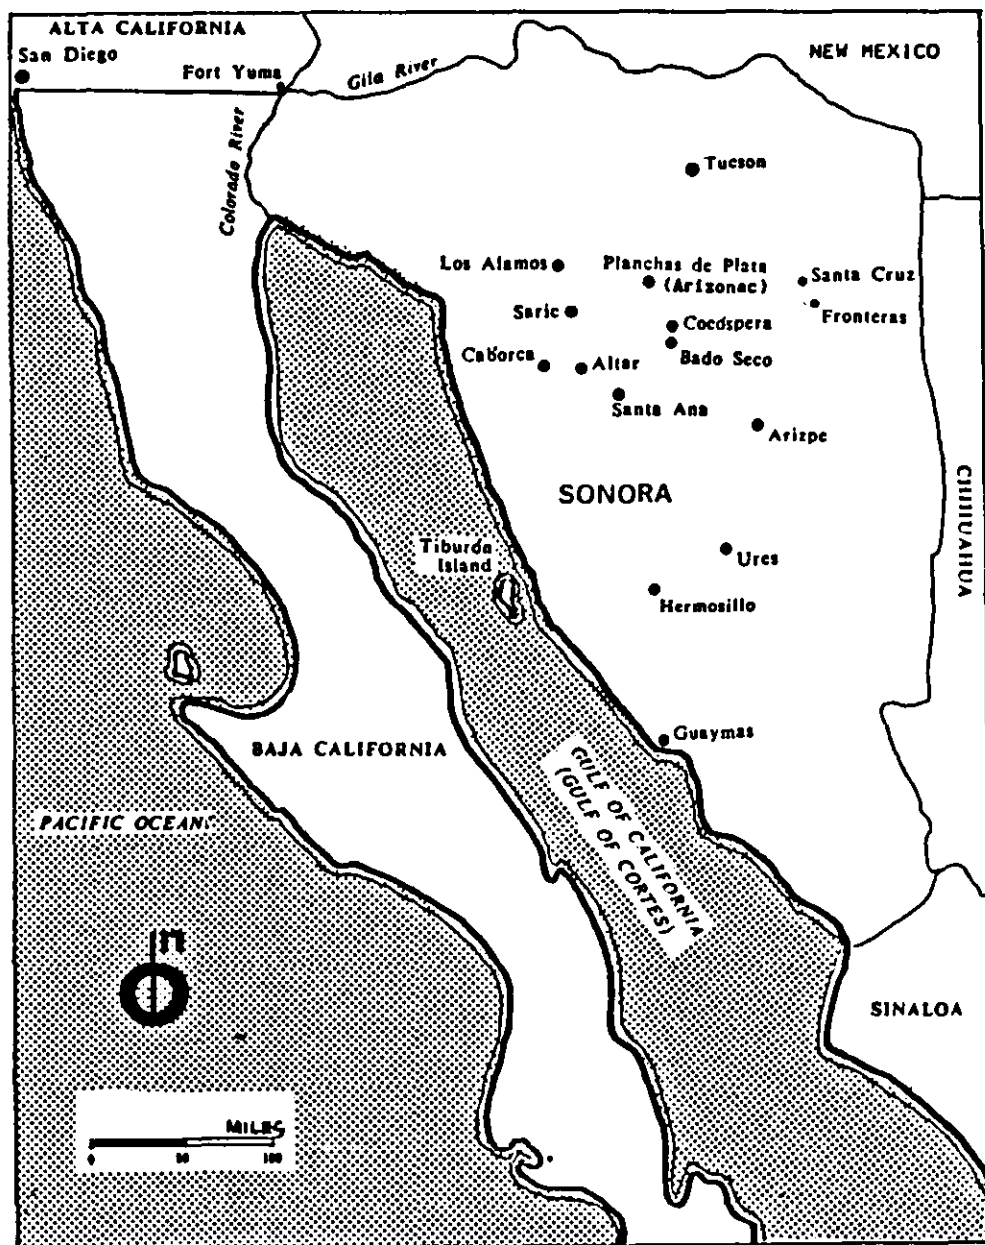 ALTA CALIFORNIA
San Diego
Fort Yuma
Gila River
NEW MEXICO
Colorado River
Tucson
Los Alamos
Planchas de Plata
(Arizonac)
Santa Cruz
Fronteras
Saric
Cocóspera
Bado Seco
Caborca
Altar
Santa Ana
Arizpe
SONORA
CHIHUAHUA
Tiburón
Island
Ures
Hermosillo
Guaymas
BAJA CALIFORNIA
GULF OF CALIFORNIA
(GULF OF CORTES)
PACIFIC OCEAN
n
SINALOA
MILES
0 50 100